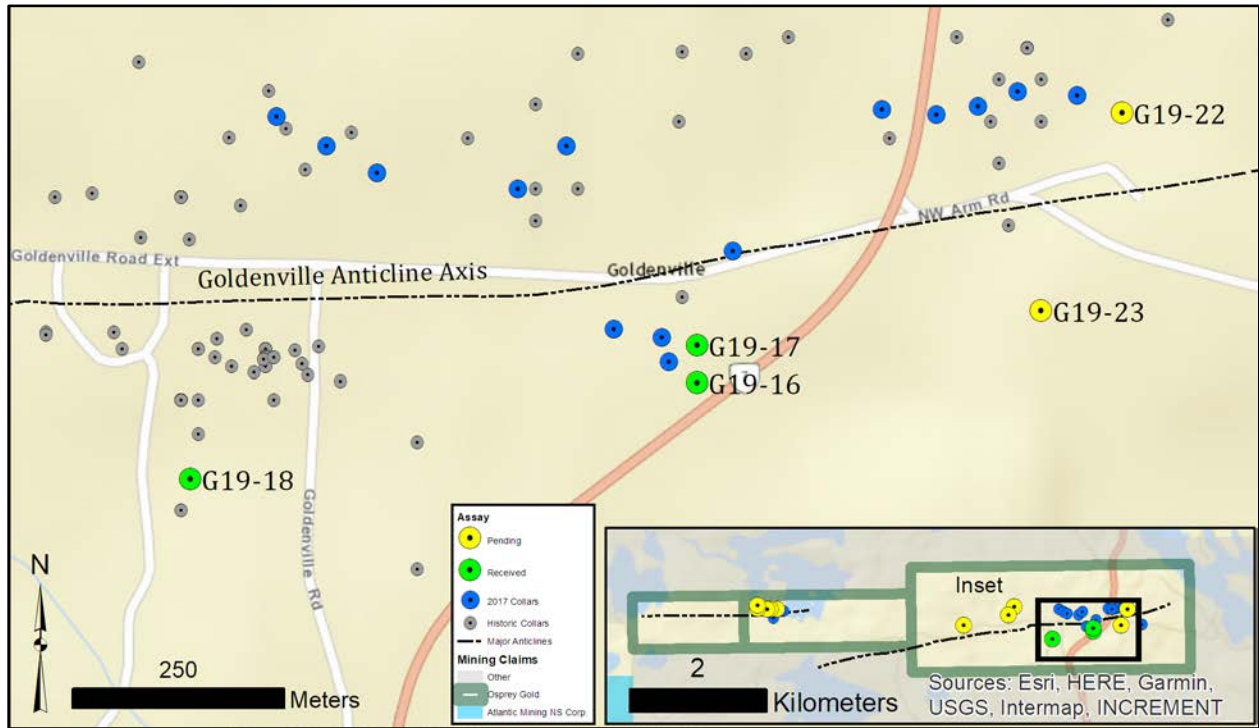 G19-22
NW Arm Rd
Goldenville Road Ext
Goldenville
Goldenville Anticline Axis
G19-23
G19-17
7
G19-16
G19-18
Goldenville Rd
N
250
Meters
Assay
Pending
Received
2017 Collars
Historic Collars
Major Anticlines
Mining Claims
Other
Osprey Gold
Atlantic Mining NS Corp
Inset
2
Kilometers
Sources: Esri, HERE, Garmin,
USGS, Intermap, INCREMENT